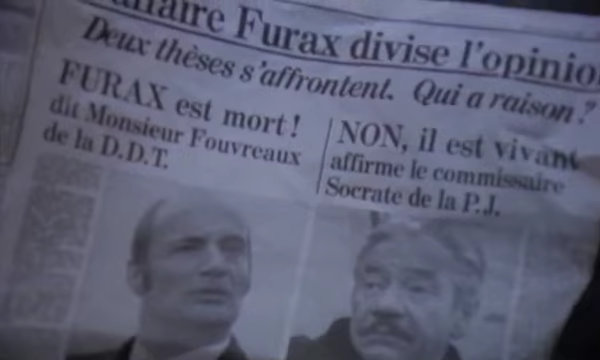 affaire Furax divise l'opinio
Deux thèses s'affrontent. Qui a raison?
FURAX est mort!
dit Monsieur Fouvreaux
de la D.D.T.
NON, il est vivant
affirme le commissaire
Socrate de la P.J.